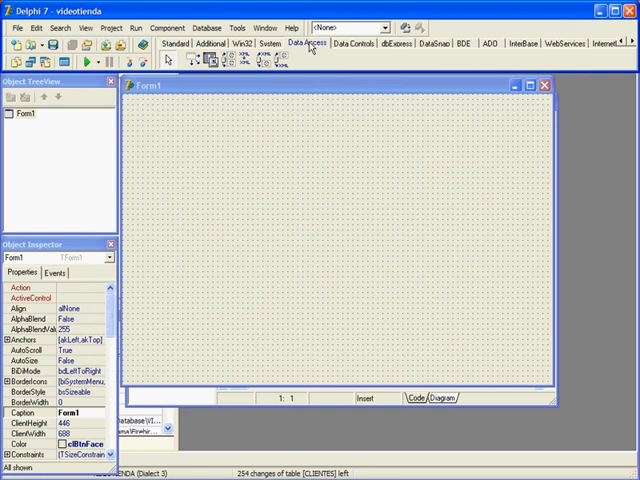 Delphi 7 - videotienda
File Edit Search View Project Run Component Database Tools Window Help <None>
Standard Additional Win32 System Data Access Data Controls dbExpress DataSnap BDE ADO InterBase WebServices Internet
Object TreeView
Form1
Form1
Object Inspector
Form1 TForm1
Properties Events
Action
ActiveControl
Align alNone
AlphaBlend False
AlphaBlendVal 255
Anchors [akLeft,akTop]
AutoScroll True
AutoSize False
BiDiMode bdLeftToRight
BorderIcons [biSystemMenu,
BorderStyle bsSizeable
BorderWidth 0
Caption Form1
ClientHeight 446
ClientWidth 688
Color clBtnFace
Constraints (TSizeConstrain
All shown
1: 1 Insert Code Diagram
(Dialect 3) 254 changes of table [CLIENTES] left